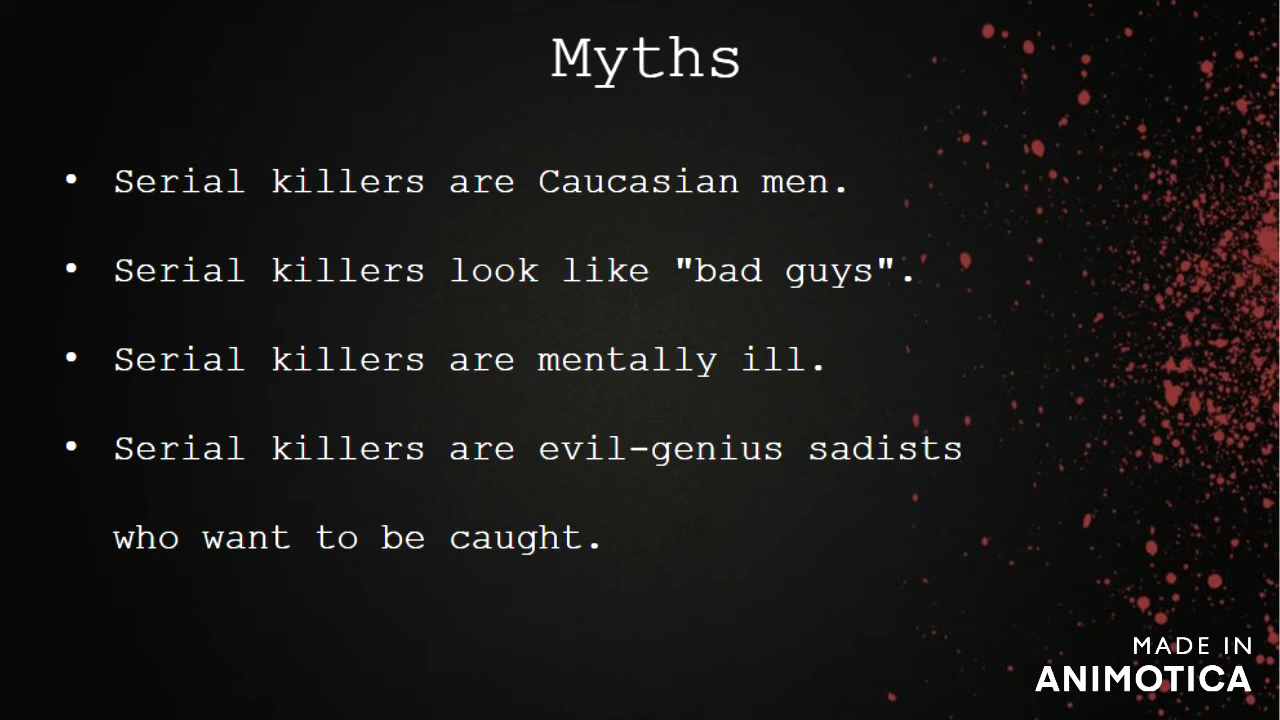 Myths
• Serial killers are Caucasian men.
• Serial killers look like "bad guys".
• Serial killers are mentally ill.
• Serial killers are evil-genius sadists
who want to be caught.
MADE IN
ANIMOTICA